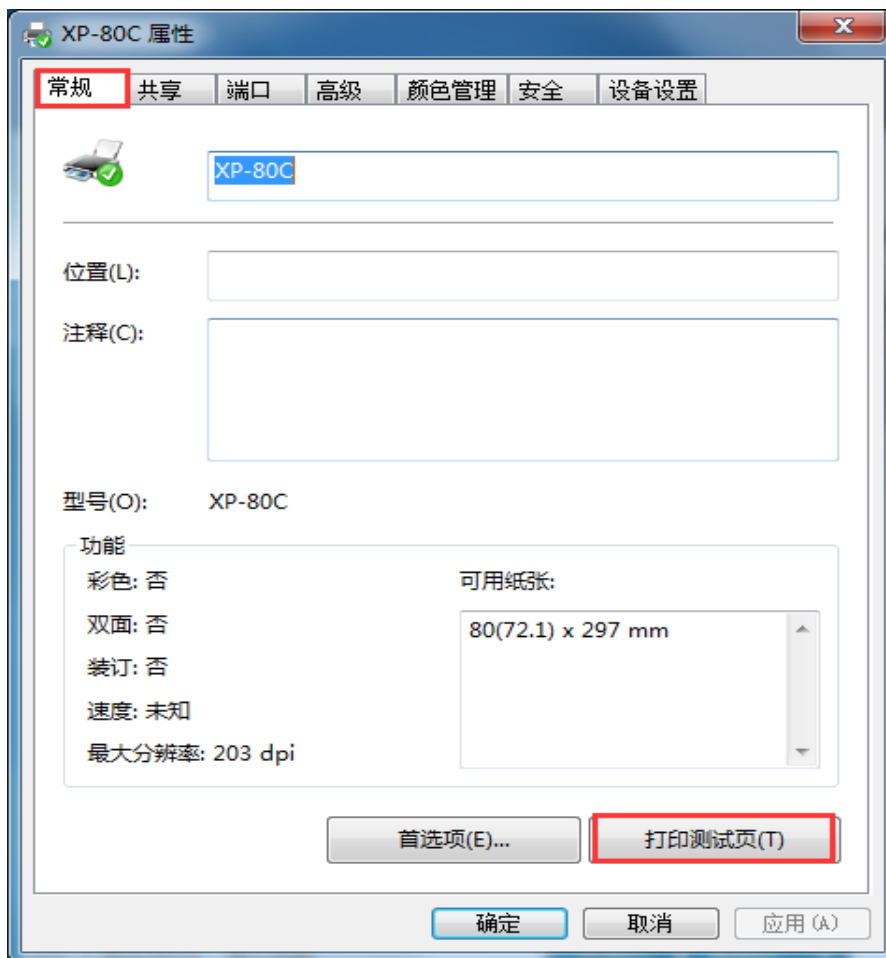 XP-80C 属性
常规 共享 端口 高级 颜色管理 安全 设备设置
XP-80C
位置(L):
注释(C):
型号(O): XP-80C
功能
彩色: 否 可用纸张:
双面: 否 80(72.1) x 297 mm
装订: 否
速度: 未知
最大分辨率: 203 dpi
首选项(E)... 打印测试页(T)
确定 取消 应用(A)